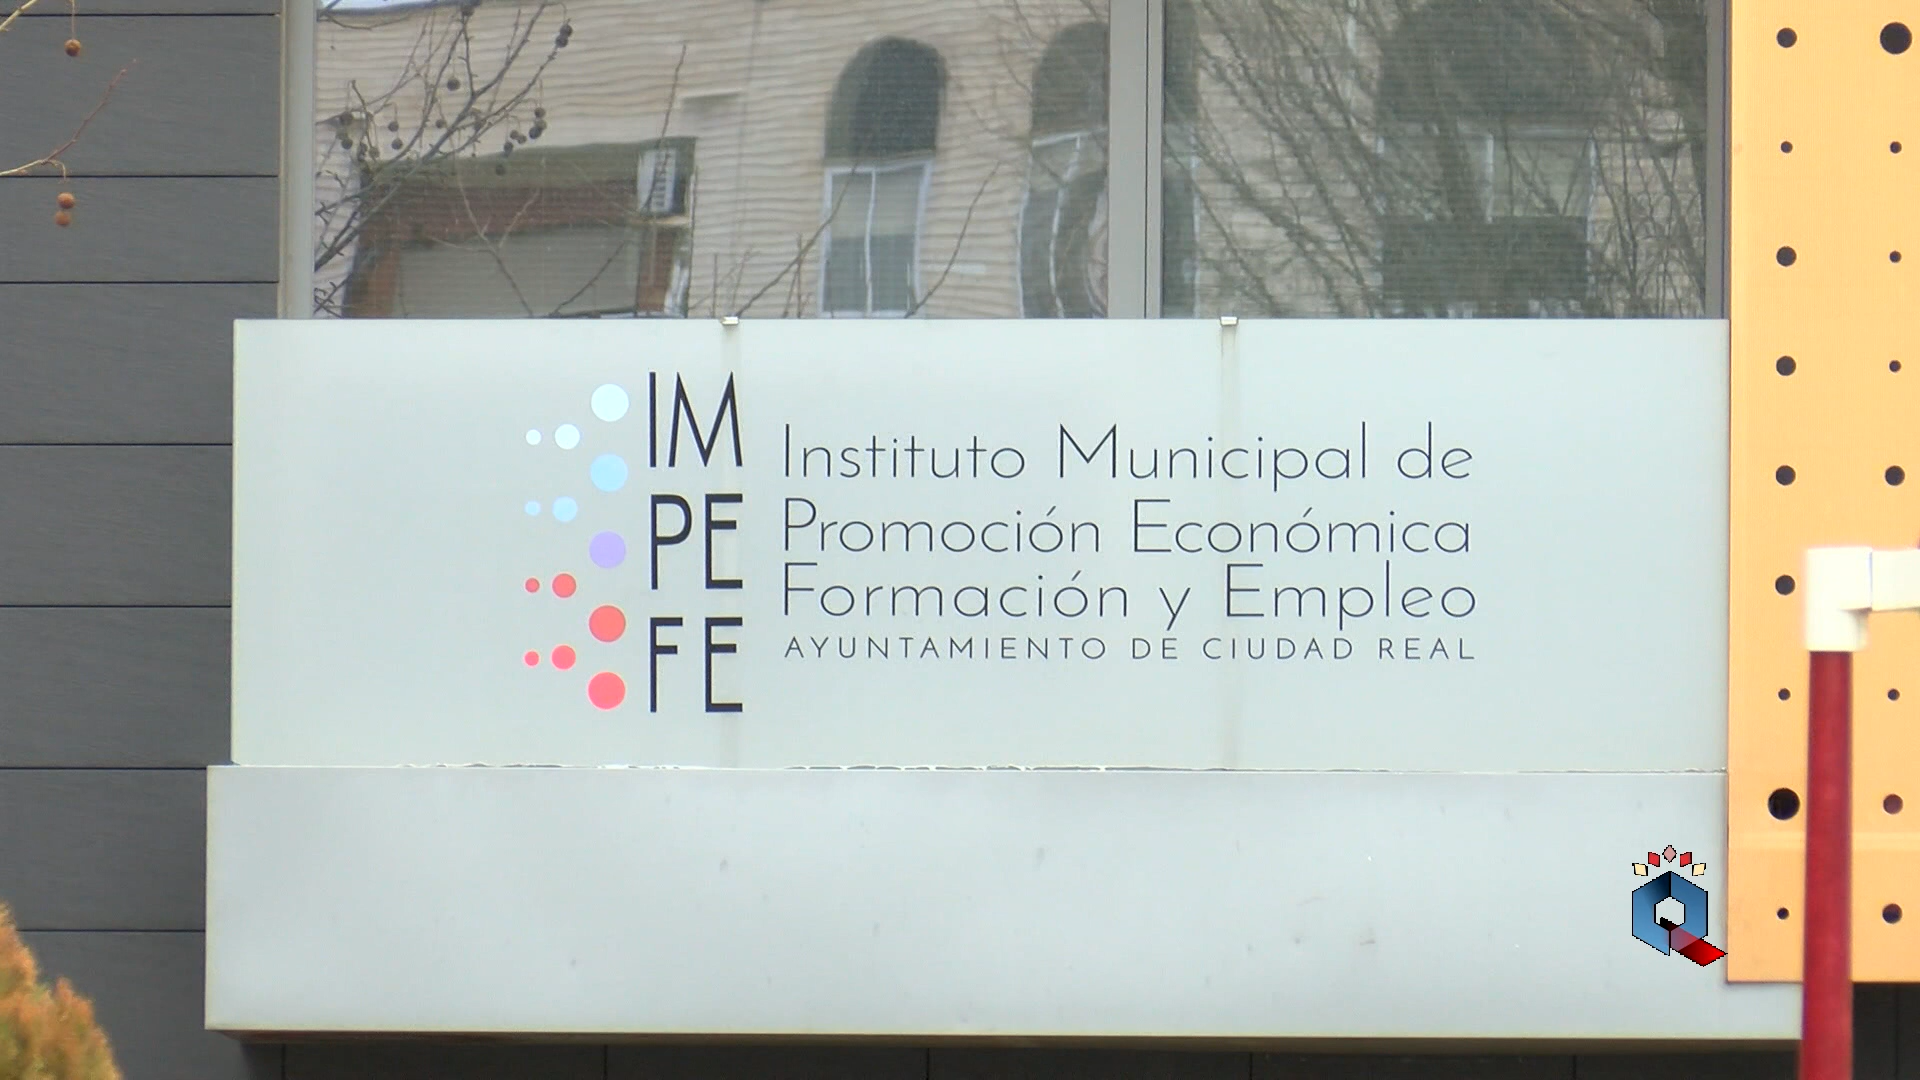 IM
PE
FE
Instituto Municipal de
Promoción Económica
Formación y Empleo
AYUNTAMIENTO DE CIUDAD REAL